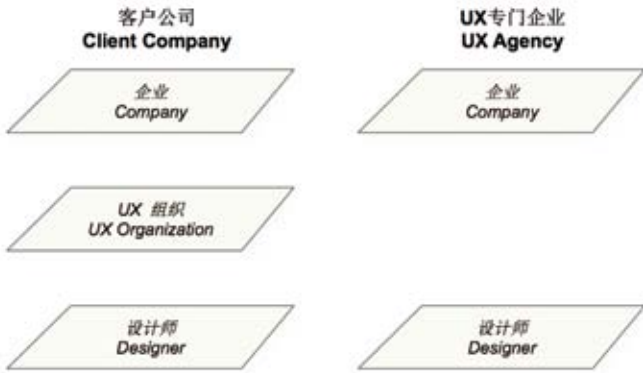 客户公司
Client Company
UX专门企业
UX Agency
企业
Company
企业
Company
UX 组织
UX Organization
设计师
Designer
设计师
Designer